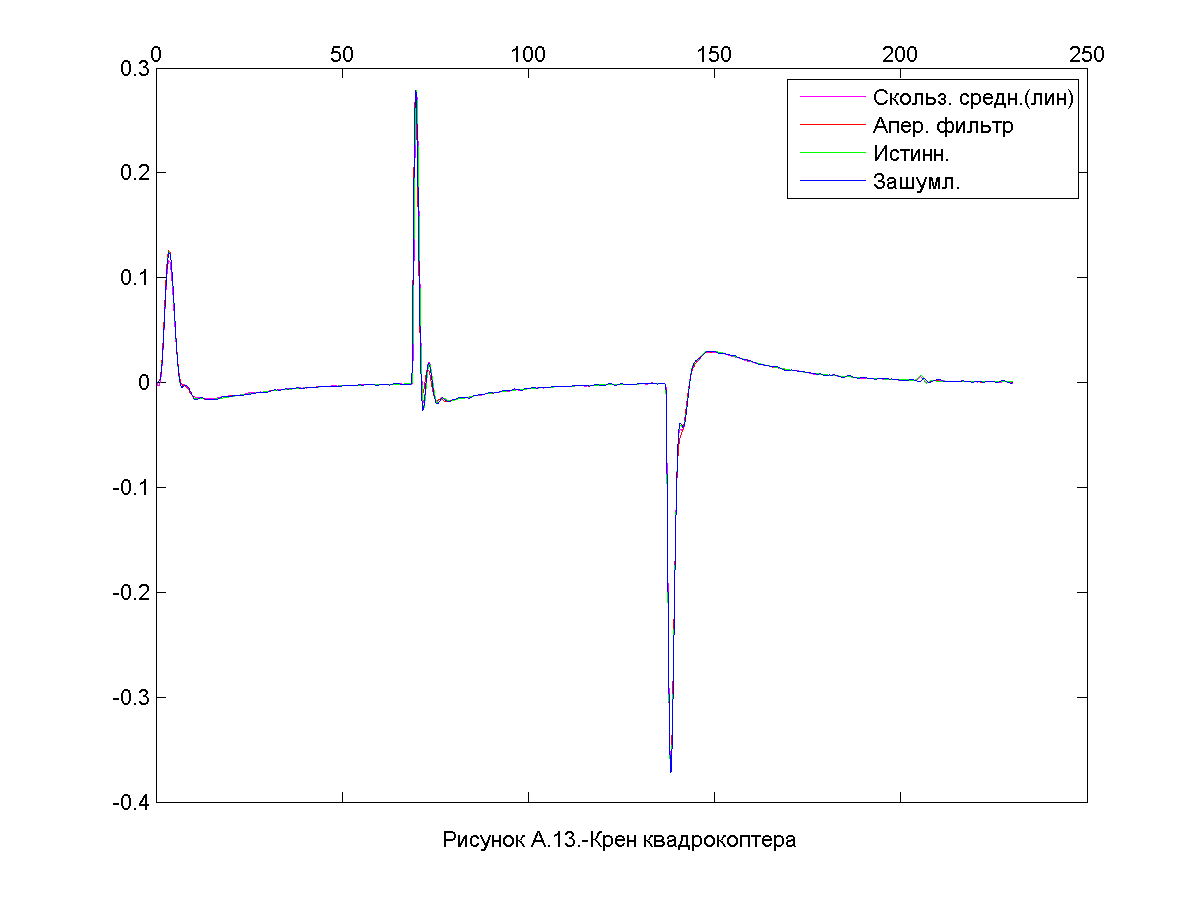 0 50 100 150 200 250
0.3
0.2
0.1
0
-0.1
-0.2
-0.3
-0.4
Скольз. средн.(лин)
Апер. фильтр
Истинн.
Зашумл.
Рисунок А.13.-Крен квадрокоптера